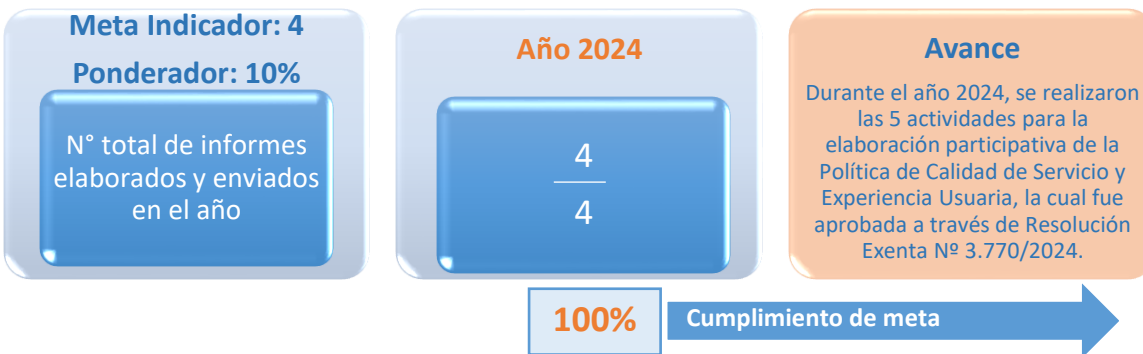 Meta Indicador: 4
Ponderador: 10%
N° total de informes
elaborados y enviados
en el año
Año 2024
4
4
Avance
Durante el año 2024, se realizaron
las 5 actividades para la
elaboración participativa de la
Política de Calidad de Servicio y
Experiencia Usuaria, la cual fue
aprobada a través de Resolución
Exenta Nº 3.770/2024.
100%
Cumplimiento de meta